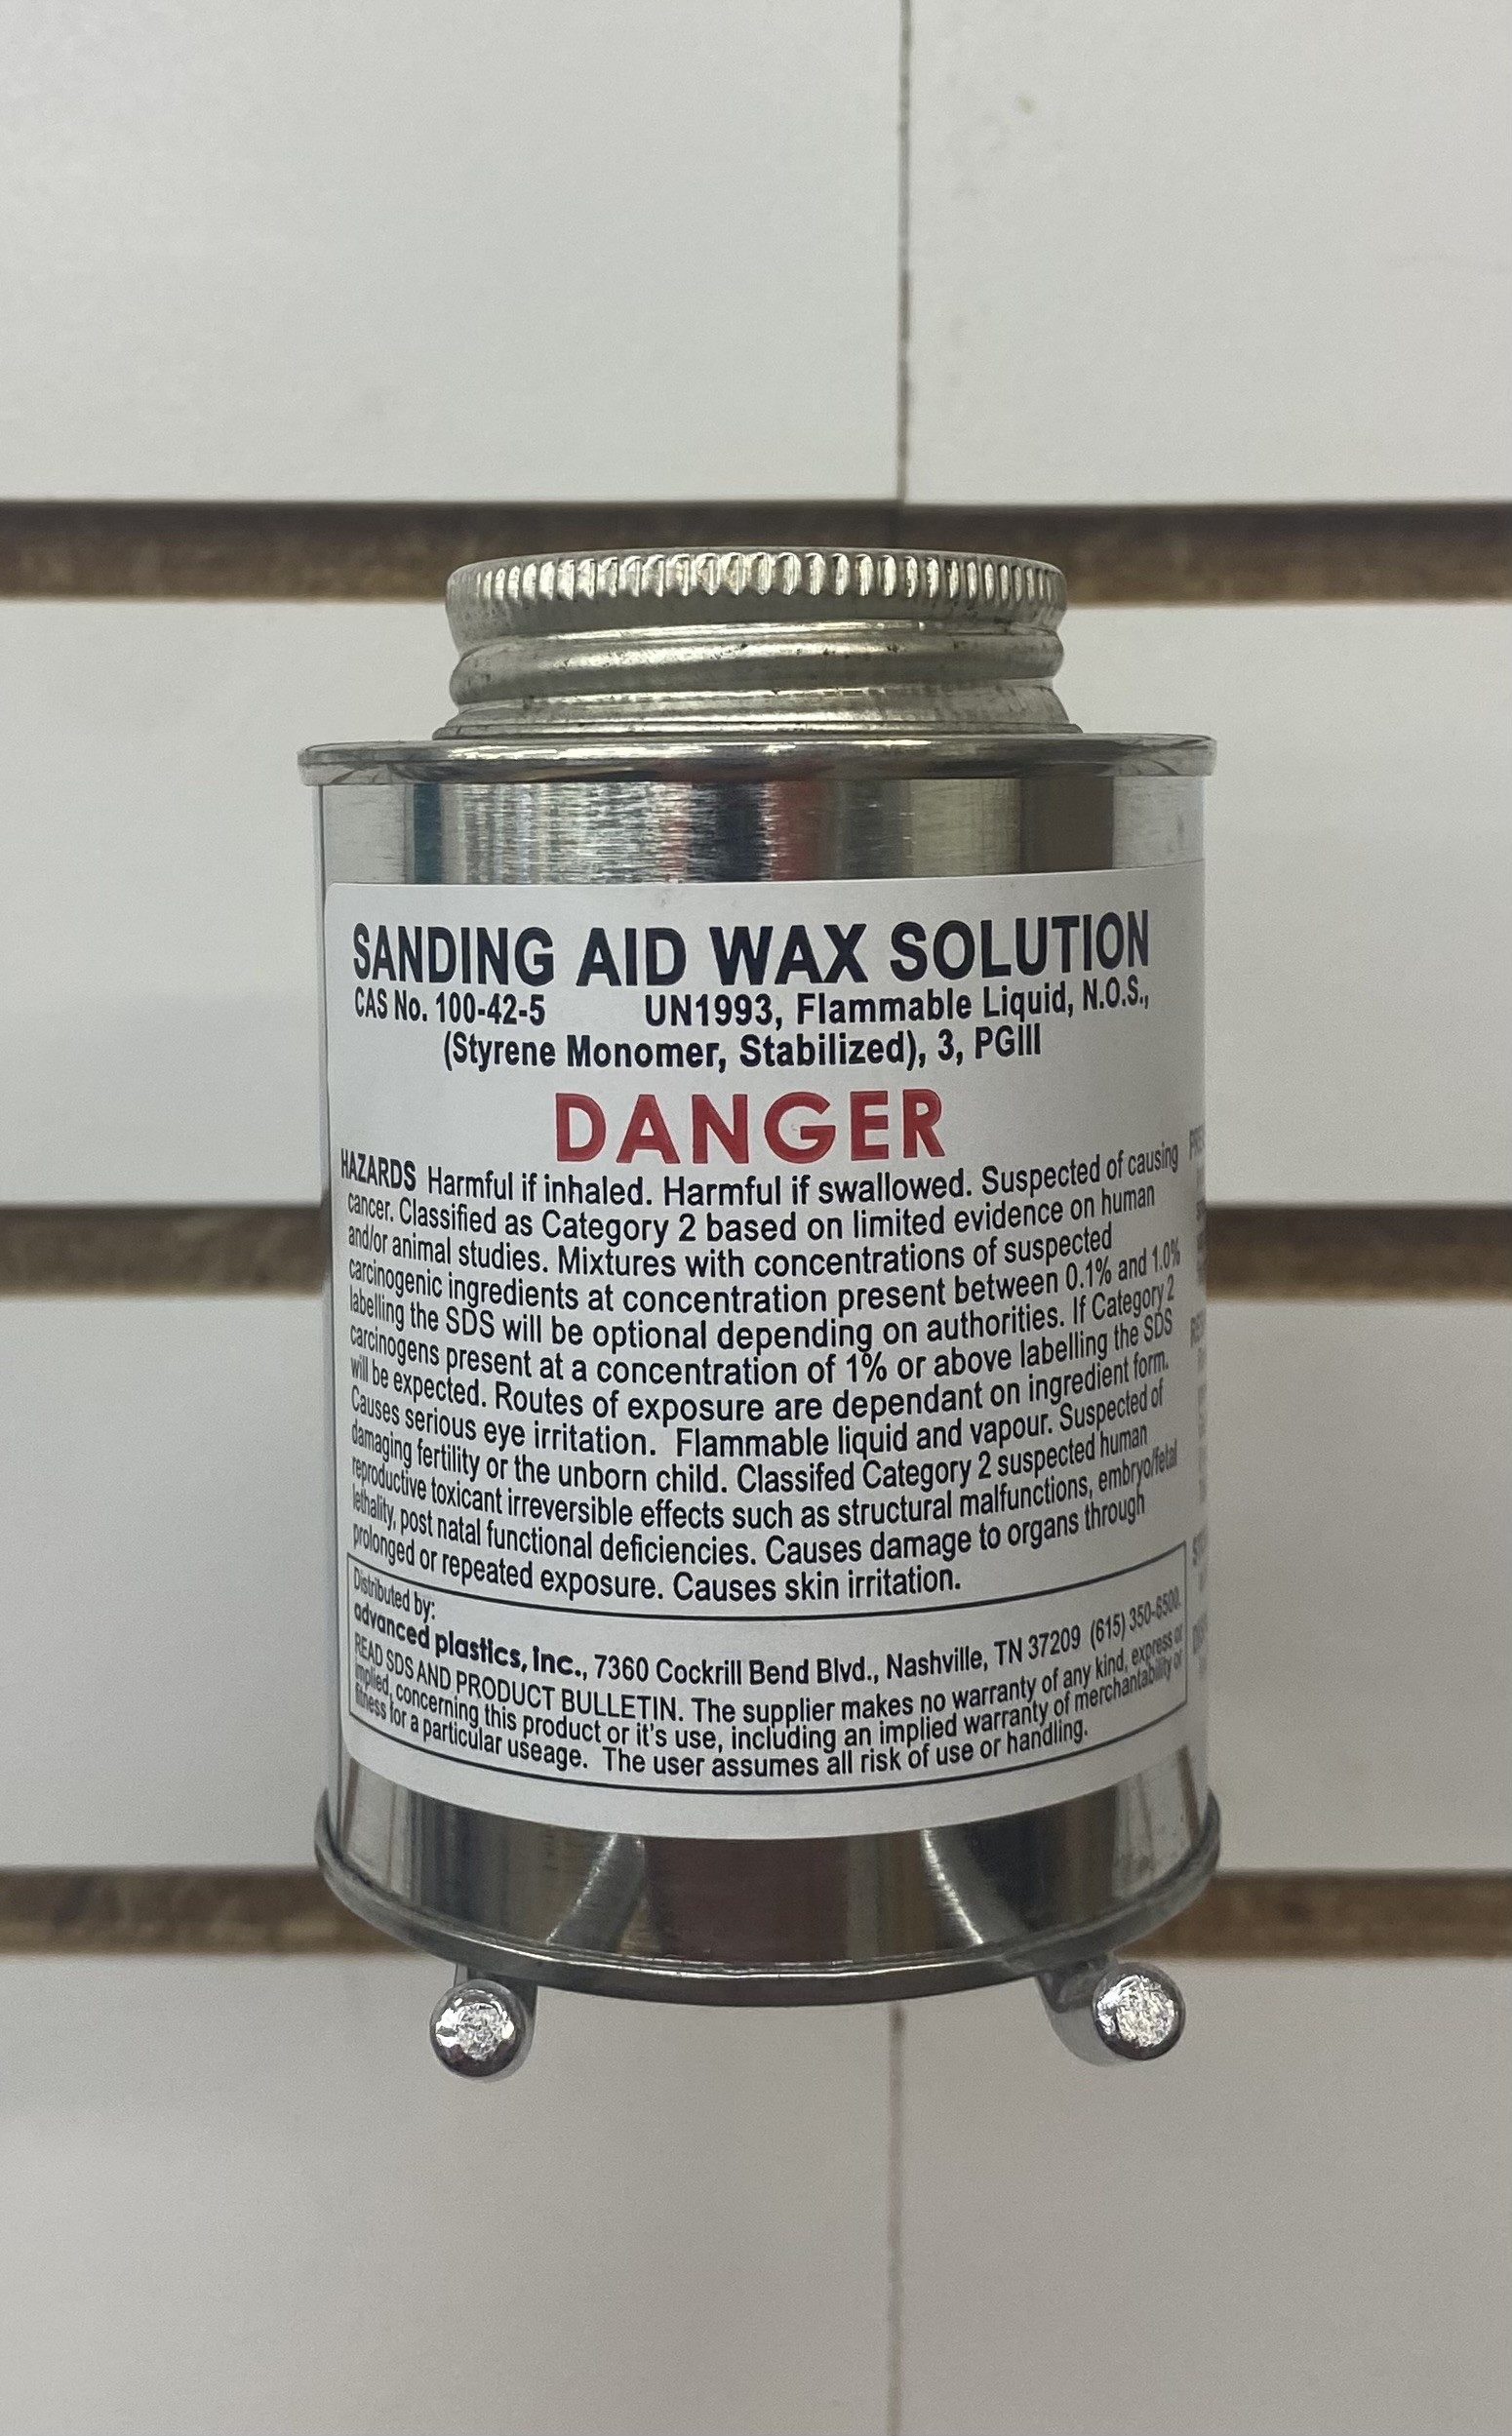 SANDING AID WAX SOLUTION
CAS No. 100-42-5 UN1993, Flammable Liquid, N.O.S.,
(Styrene Monomer, Stabilized), 3, PGIII
DANGER
HAZARDS Harmful if inhaled. Harmful if swallowed. Suspected of causing
cancer. Classified as Category 2 based on limited evidence on human
and/or animal studies. Mixtures with concentrations of suspected
carcinogenic ingredients at concentration present between 0.1% and 1.0%
labelling the SDS will be optional depending on authorities. If Category 2
carcinogens present at a concentration of 1% or above labelling the SDS
will be expected. Routes of exposure are dependant on ingredient form.
Causes serious eye irritation. Flammable liquid and vapour. Suspected of
damaging fertility or the unborn child. Classifed Category 2 suspected human
reproductive toxicant irreversible effects such as structural malfunctions, embryo/fetal
lethality, post natal functional deficiencies. Causes damage to organs through
prolonged or repeated exposure. Causes skin irritation.
Distributed by:
advanced plastics, inc., 7360 Cockrill Bend Blvd., Nashville, TN 37209 (615) 350-6500.
READ SDS AND PRODUCT BULLETIN. The supplier makes no warranty of any kind, express or
implied, concerning this product or it's use, including an implied warranty of merchantability or
fitness for a particular useage. The user assumes all risk of use or handling.